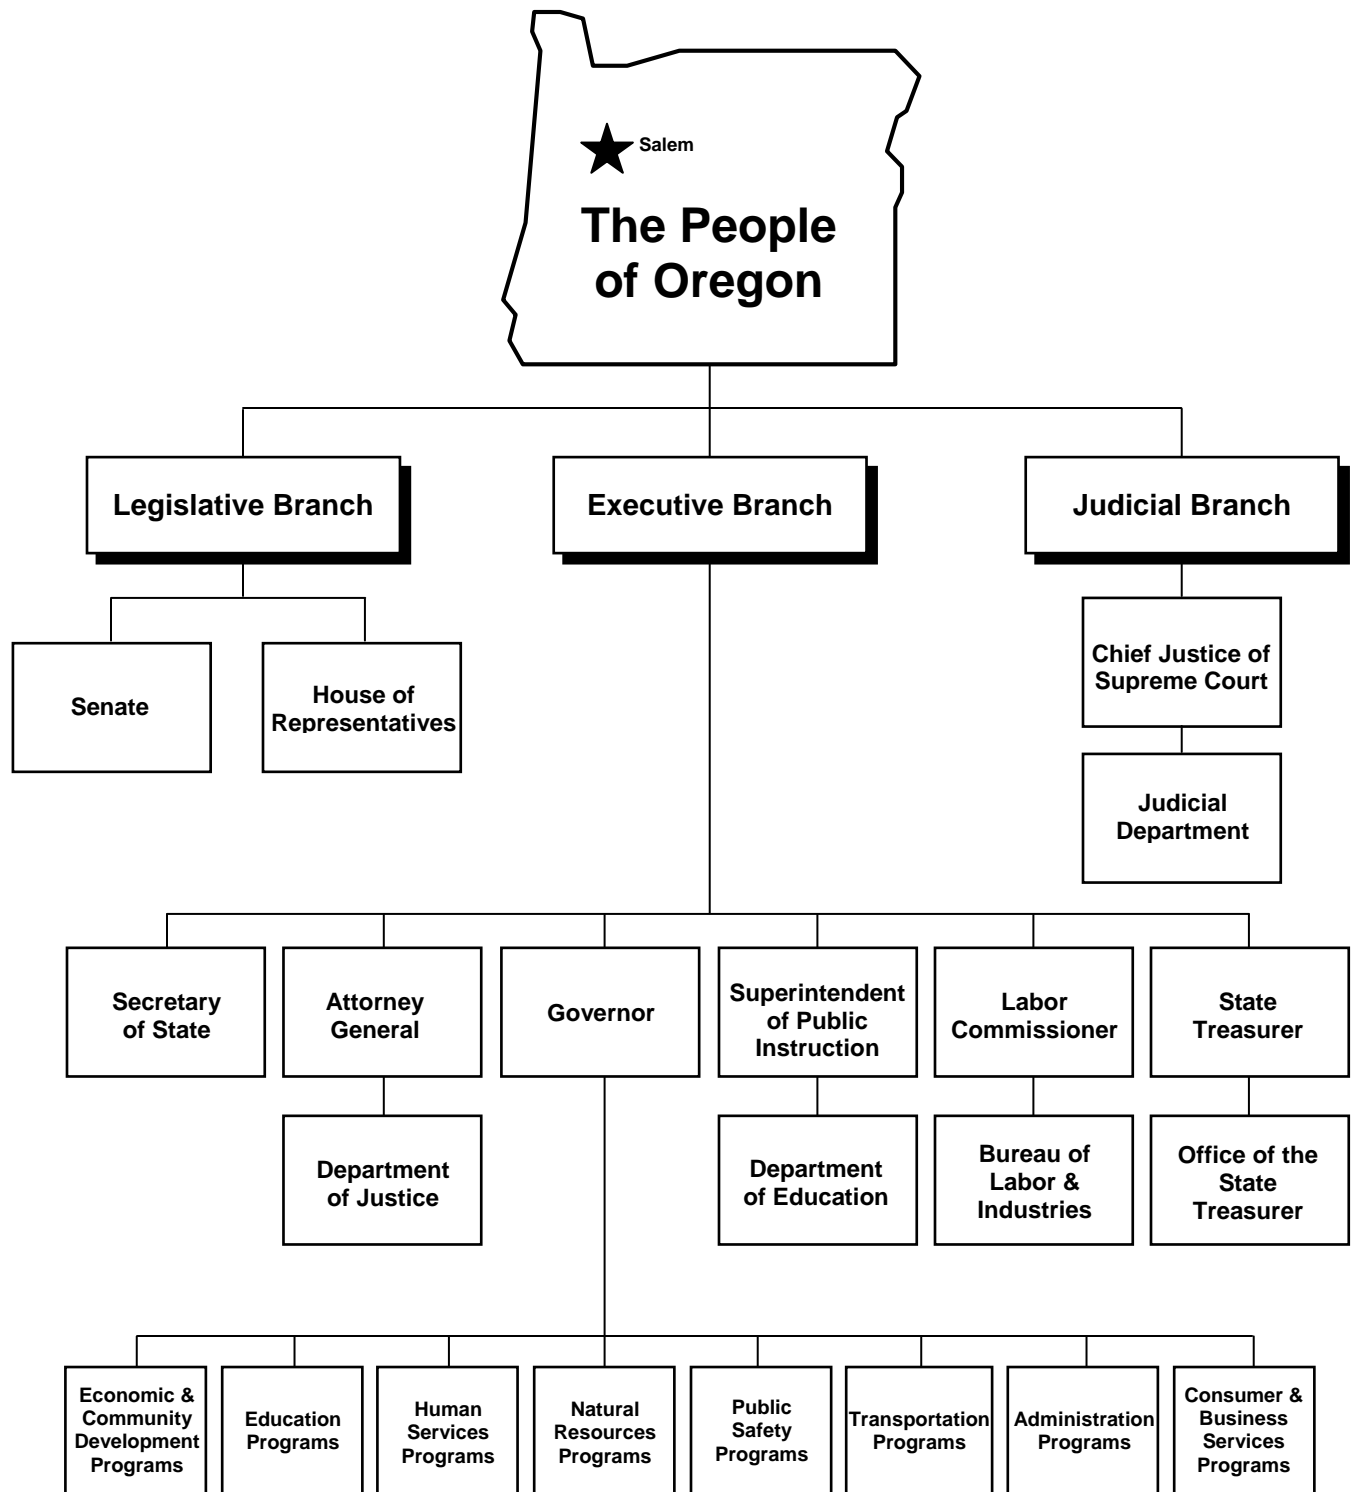 Salem
The People
of Oregon
Legislative Branch
Executive Branch
Judicial Branch
Senate
House of
Representatives
Chief Justice of
Supreme Court
Judicial
Department
Secretary
of State
Attorney
General
Governor
Superintendent
of Public
Instruction
Labor
Commissioner
State
Treasurer
Department
of Justice
Department
of Education
Bureau of
Labor &
Industries
Office of the
State
Treasurer
Economic &
Community
Development
Programs
Education
Programs
Human
Services
Programs
Natural
Resources
Programs
Public
Safety
Programs
Transportation
Programs
Administration
Programs
Consumer &
Business
Services
Programs